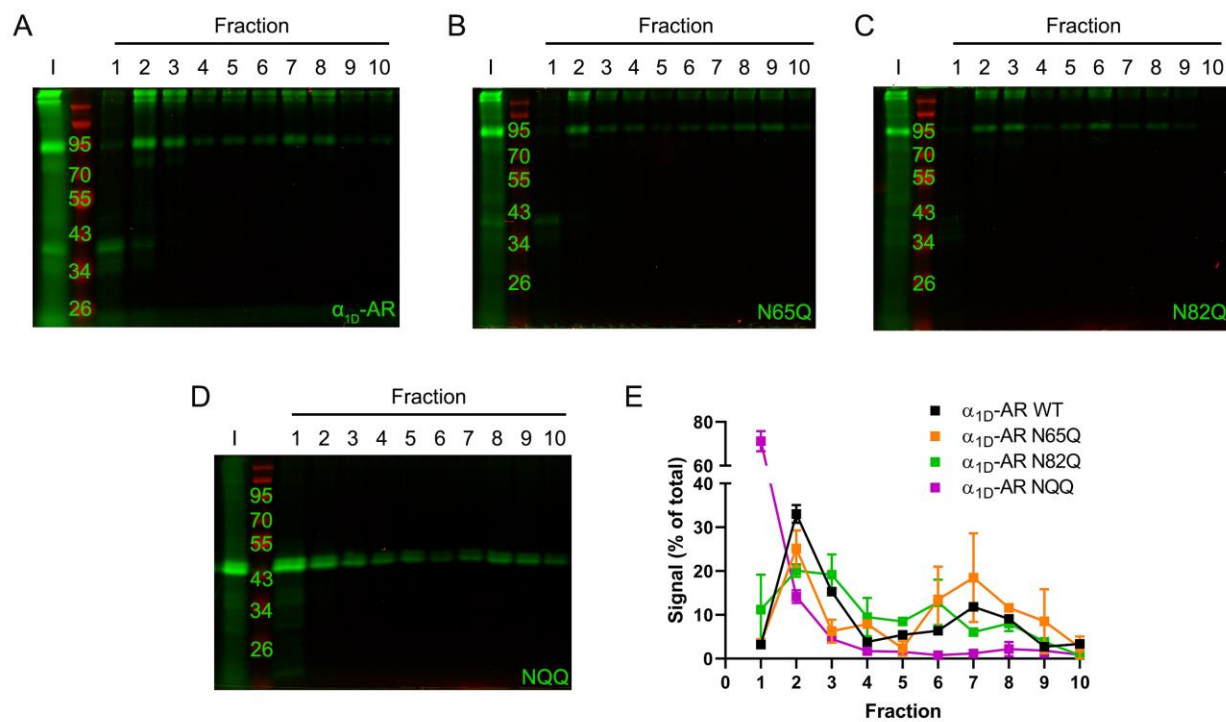 A
Fraction
I 1 2 3 4 5 6 7 8 9 10
95
70
55
43
34
26
α1D-AR
B
Fraction
I 1 2 3 4 5 6 7 8 9 10
95
70
55
43
34
26
N65Q
C
Fraction
I 1 2 3 4 5 6 7 8 9 10
95
70
55
43
34
26
N82Q
D
Fraction
I 1 2 3 4 5 6 7 8 9 10
95
70
55
43
34
26
NQQ
E
α1D-AR WT
α1D-AR N65Q
α1D-AR N82Q
α1D-AR NQQ
Signal (% of total)
80
60
40
30
20
10
0
0 1 2 3 4 5 6 7 8 9 10
Fraction